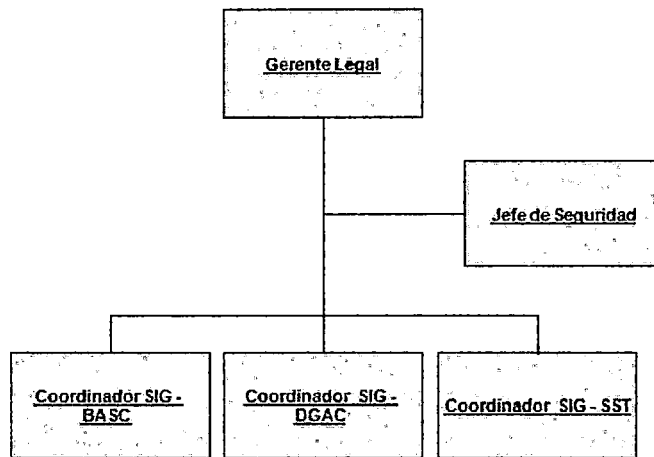 Gerente Legal
Jefe de Seguridad
Coordinador SIG -
BASC
Coordinador SIG -
DGAC
Coordinador SIG - SST